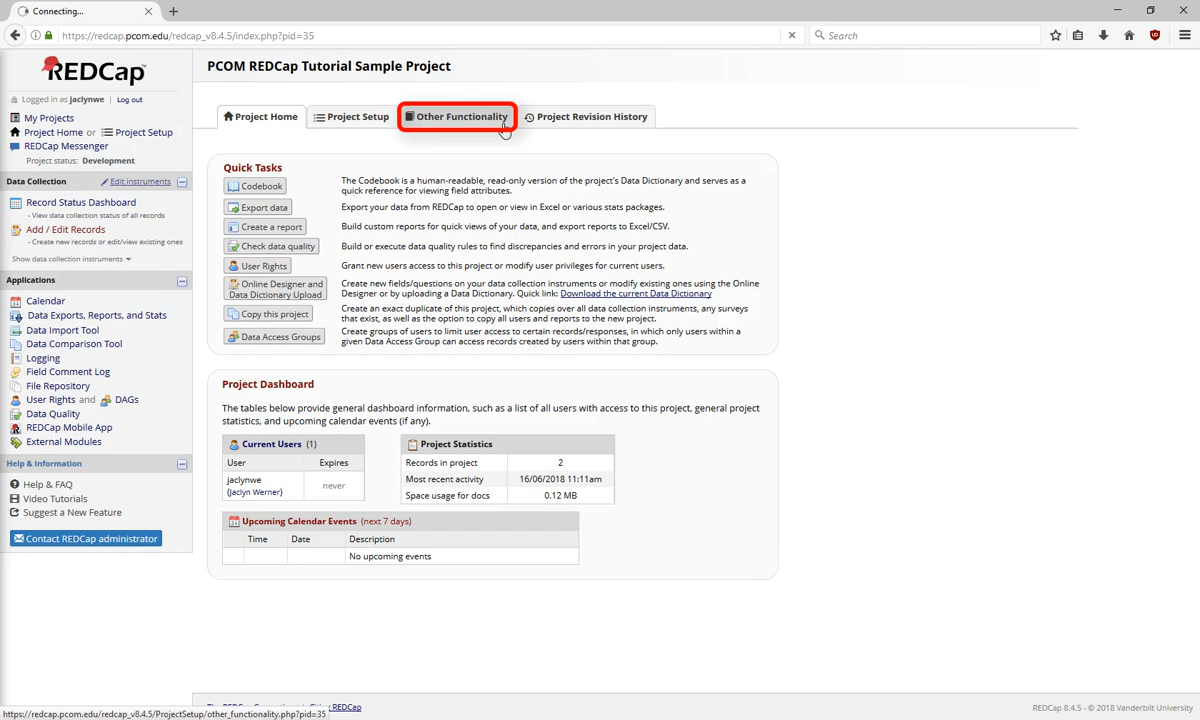 Connecting...
https://redcap.pcom.edu/redcap_v8.4.5/index.php?pid=35
Search
REDCap
Logged in as jaclynwe | Log out
My Projects
Project Home or Project Setup
REDCap Messenger
Project status: Development
Data Collection
Edit instruments
Record Status Dashboard
- View data collection status of all records
Add / Edit Records
- Create new records or edit/view existing ones
Show data collection instruments
Applications
Calendar
Data Exports, Reports, and Stats
Data Import Tool
Data Comparison Tool
Logging
Field Comment Log
File Repository
User Rights and DAGs
Data Quality
REDCap Mobile App
External Modules
Help & Information
Help & FAQ
Video Tutorials
Suggest a New Feature
Contact REDCap administrator
PCOM REDCap Tutorial Sample Project
Project Home
Project Setup
Other Functionality
Project Revision History
Quick Tasks
Codebook
The Codebook is a human-readable, read-only version of the project's Data Dictionary and serves as a
quick reference for viewing field attributes.
Export data
Export your data from REDCap to open or view in Excel or various stats packages.
Create a report
Build custom reports for quick views of your data, and export reports to Excel/CSV.
Check data quality
Build or execute data quality rules to find discrepancies and errors in your project data.
User Rights
Grant new users access to this project or modify user privileges for current users.
Online Designer and
Data Dictionary Upload
Create new fields/questions on your data collection instruments or modify existing ones using the Online
Designer or by uploading a Data Dictionary. Quick link: Download the current Data Dictionary
Copy this project
Create an exact duplicate of this project, which copies over all data collection instruments, any surveys
that exist, as well as the option to copy all users and reports to the new project.
Data Access Groups
Create groups of users to limit user access to certain records/responses, in which only users within a
given Data Access Group can access records created by users within that group.
Project Dashboard
The tables below provide general dashboard information, such as a list of all users with access to this project, general project
statistics, and upcoming calendar events (if any).
Current Users (1)
User Expires
jaclynwe
(Jaclyn Werner)
never
Project Statistics
Records in project 2
Most recent activity 16/06/2018 11:11am
Space usage for docs 0.12 MB
Upcoming Calendar Events (next 7 days)
Time Date Description
No upcoming events
REDCap
REDCap 8.4.5 - © 2018 Vanderbilt University
https://redcap.pcom.edu/redcap_v8.4.5/ProjectSetup/other_functionality.php?pid=35